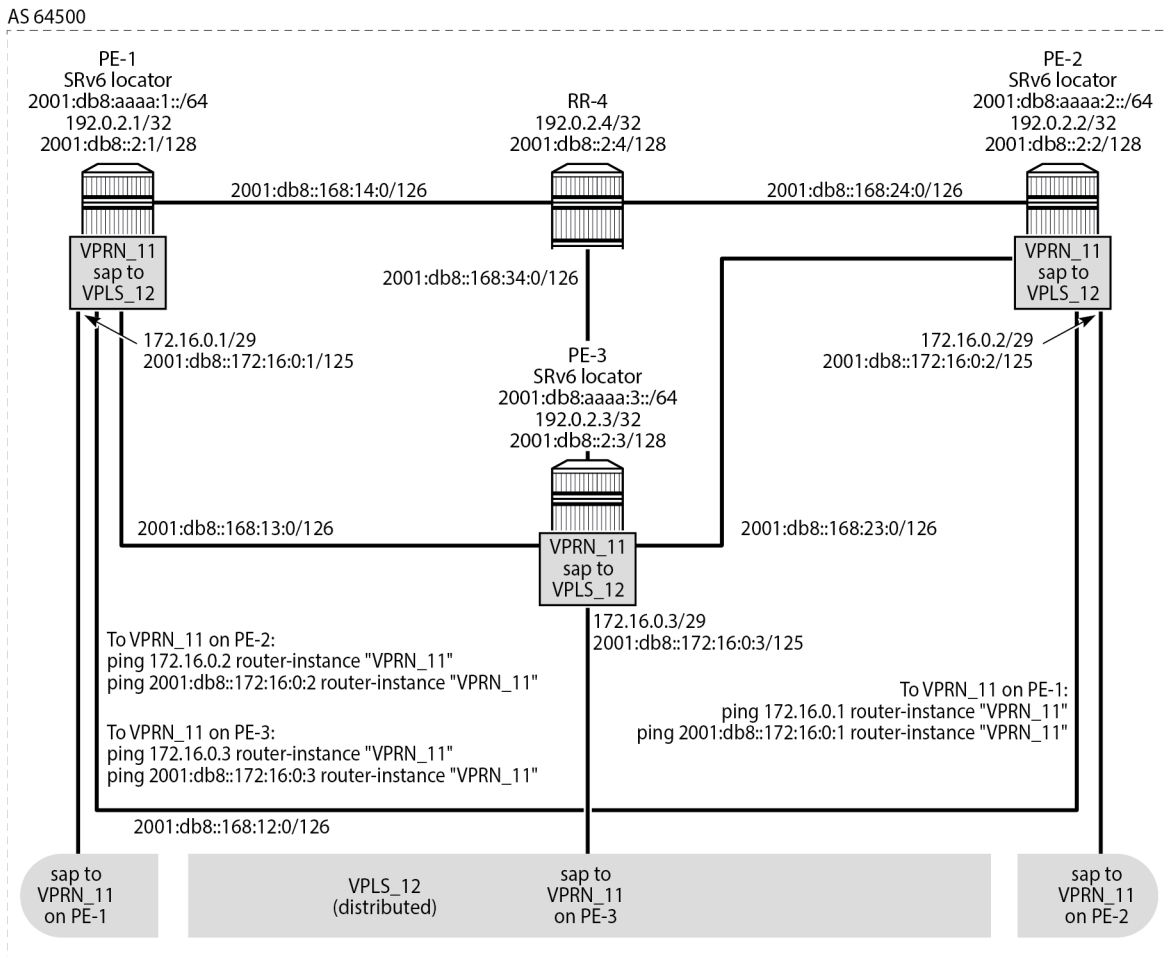 AS 64500
PE-1
SRv6 locator
2001:db8:aaaa:1::/64
192.0.2.1/32
2001:db8::2:1/128
RR-4
192.0.2.4/32
2001:db8::2:4/128
PE-2
SRv6 locator
2001:db8:aaaa:2::/64
192.0.2.2/32
2001:db8::2:2/128
2001:db8::168:14:0/126
2001:db8::168:24:0/126
VPRN_11
sap to
VPLS_12
VPRN_11
sap to
VPLS_12
2001:db8::168:34:0/126
172.16.0.1/29
2001:db8::172:16:0:1/125
172.16.0.2/29
2001:db8::172:16:0:2/125
PE-3
SRv6 locator
2001:db8:aaaa:3::/64
192.0.2.3/32
2001:db8::2:3/128
2001:db8::168:13:0/126
2001:db8::168:23:0/126
VPRN_11
sap to
VPLS_12
172.16.0.3/29
2001:db8::172:16:0:3/125
To VPRN_11 on PE-2:
ping 172.16.0.2 router-instance "VPRN_11"
ping 2001:db8::172:16:0:2 router-instance "VPRN_11"
To VPRN_11 on PE-3:
ping 172.16.0.3 router-instance "VPRN_11"
ping 2001:db8::172:16:0:3 router-instance "VPRN_11"
To VPRN_11 on PE-1:
ping 172.16.0.1 router-instance "VPRN_11"
ping 2001:db8::172:16:0:1 router-instance "VPRN_11"
2001:db8::168:12:0/126
sap to
VPRN_11
on PE-1
VPLS_12
(distributed)
sap to
VPRN_11
on PE-3
sap to
VPRN_11
on PE-2